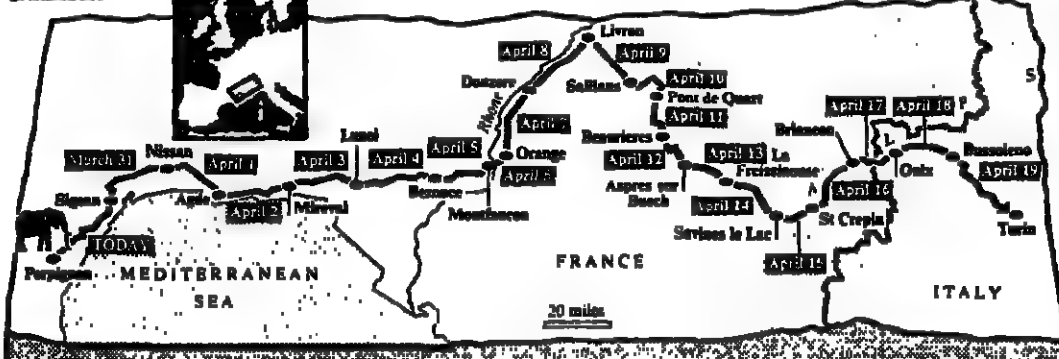 Livron
April 8
April 9
Donzere
Saillans
April 10
Pont de Quart
Rhone
April 11
April 17
April 18
P
S
L
A
Lunel
April 5
Beaurieres
Briancon
March 31
Nissan
April 1
April 3
April 4
Orange
April 12
April 13
La
Freissinouse
Oulx
Bussoleno
April 19
Sigean
Agde
April 2
Mireval
Bezouce
April 6
Montfaucon
Aspres sur
Buech
April 14
April 16
St Crepin
Turin
TODAY
Savines le Lac
Perpignan
MEDITERRANEAN
SEA
FRANCE
ITALY
20 miles